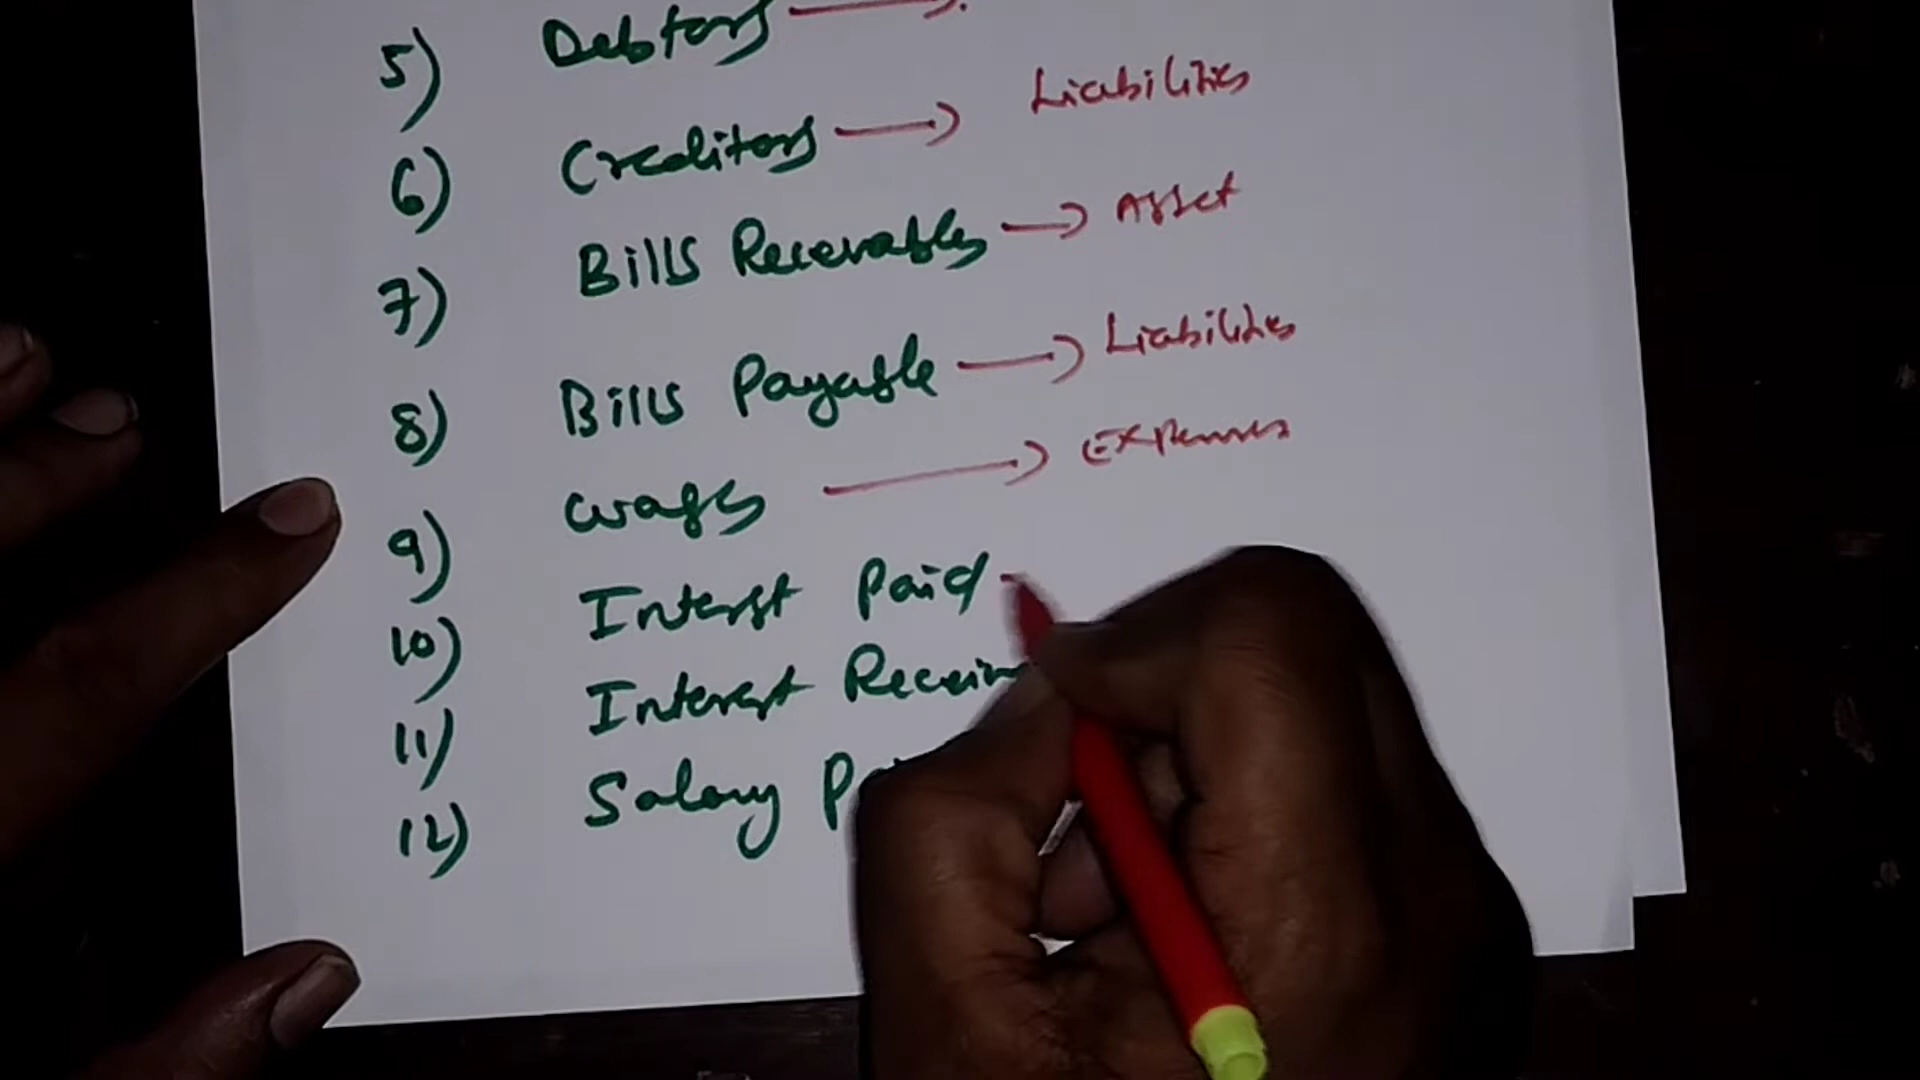 5) Debtors →
6) Creditors → Liabilities
7) Bills Receivables → Asset
8) Bills Payable → Liabilities
9) Wages → Expenses
10) Interest Paid
11) Interest
12) Salary